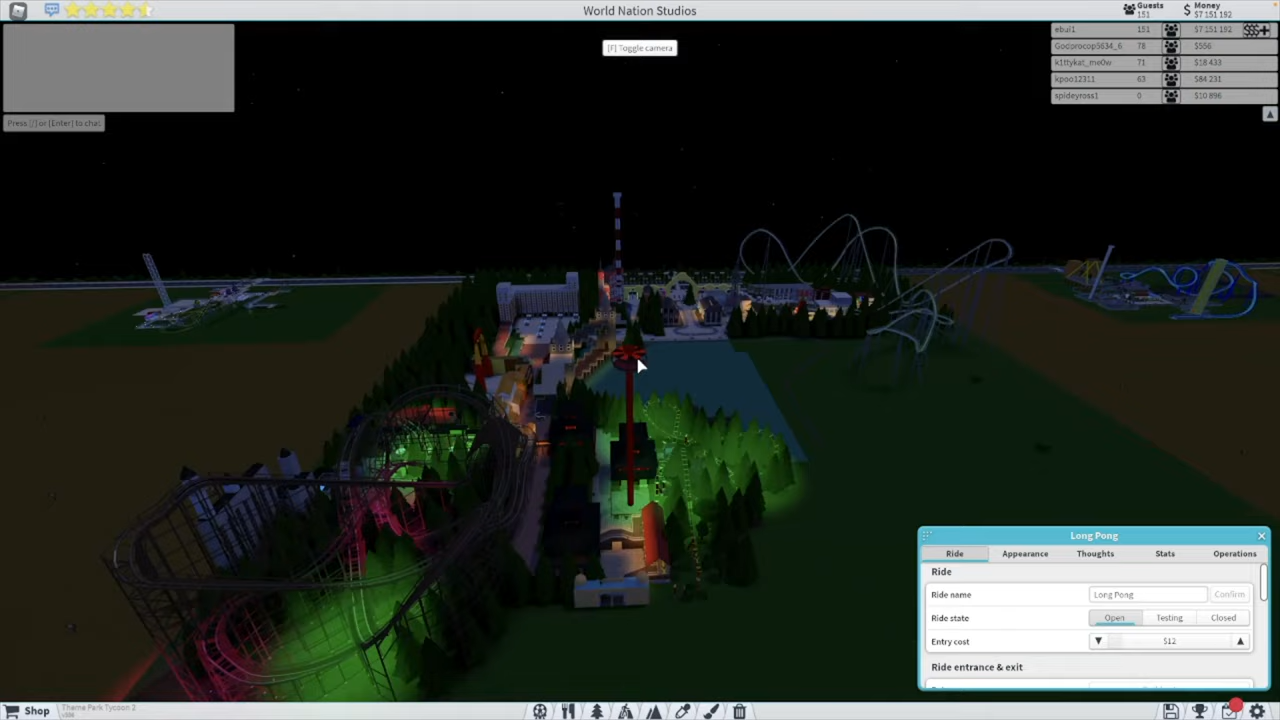 World Nation Studios
Guests
151
Money
$7 151 192
[F] Toggle camera
ebul1 151 $7 151 192
Godprocop5634_6 78 $556
k1ttykat_me0w 71 $18 433
kpoo12311 63 $84 231
spideyross1 0 $10 896
Press [/] or [Enter] to chat
Long Pong
Ride Appearance Thoughts Stats Operations
Ride
Ride name Long Pong Confirm
Ride state Open Testing Closed
Entry cost $12
Ride entrance & exit
Shop
Theme Park Tycoon 2